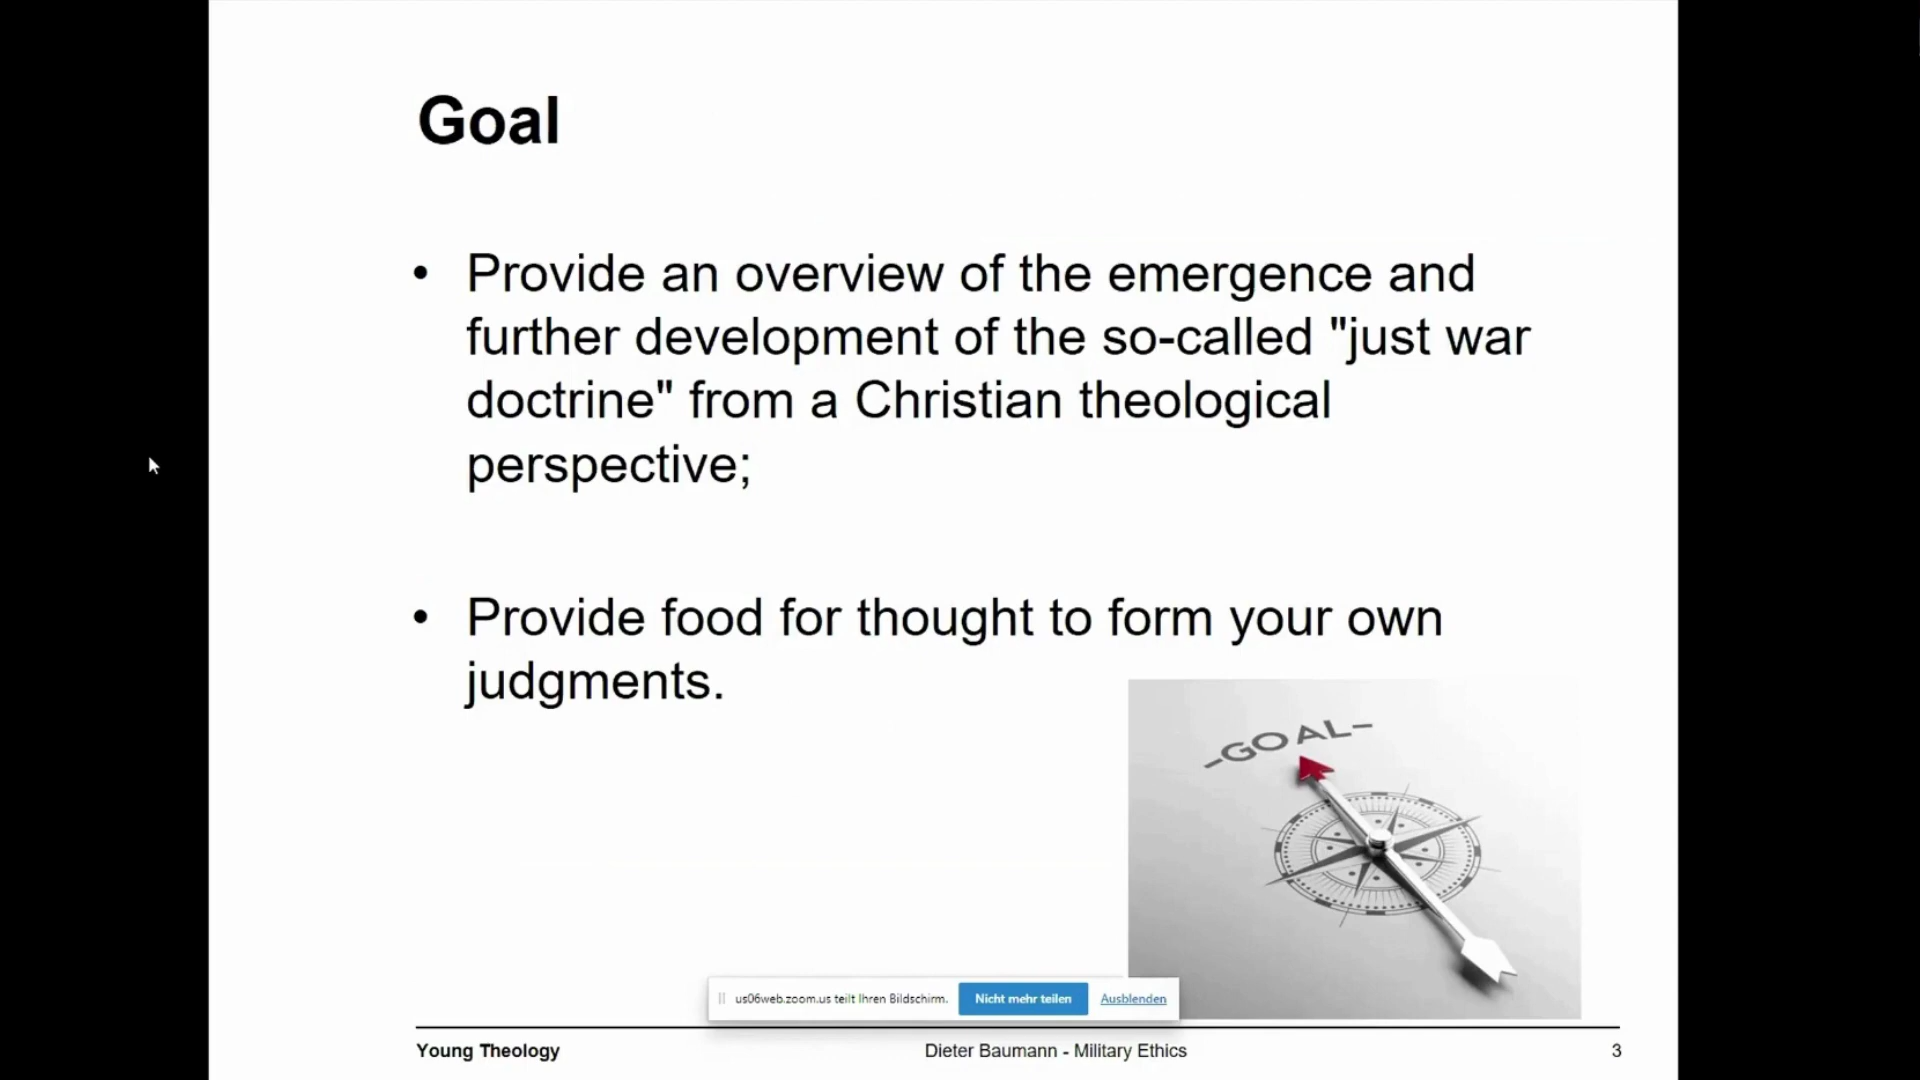 Goal
• Provide an overview of the emergence and
further development of the so-called "just war
doctrine" from a Christian theological
perspective;
• Provide food for thought to form your own
judgments.
-GOAL-
us06web.zoom.us teilt Ihren Bildschirm. Nicht mehr teilen Ausblenden
Young Theology Dieter Baumann - Military Ethics 3